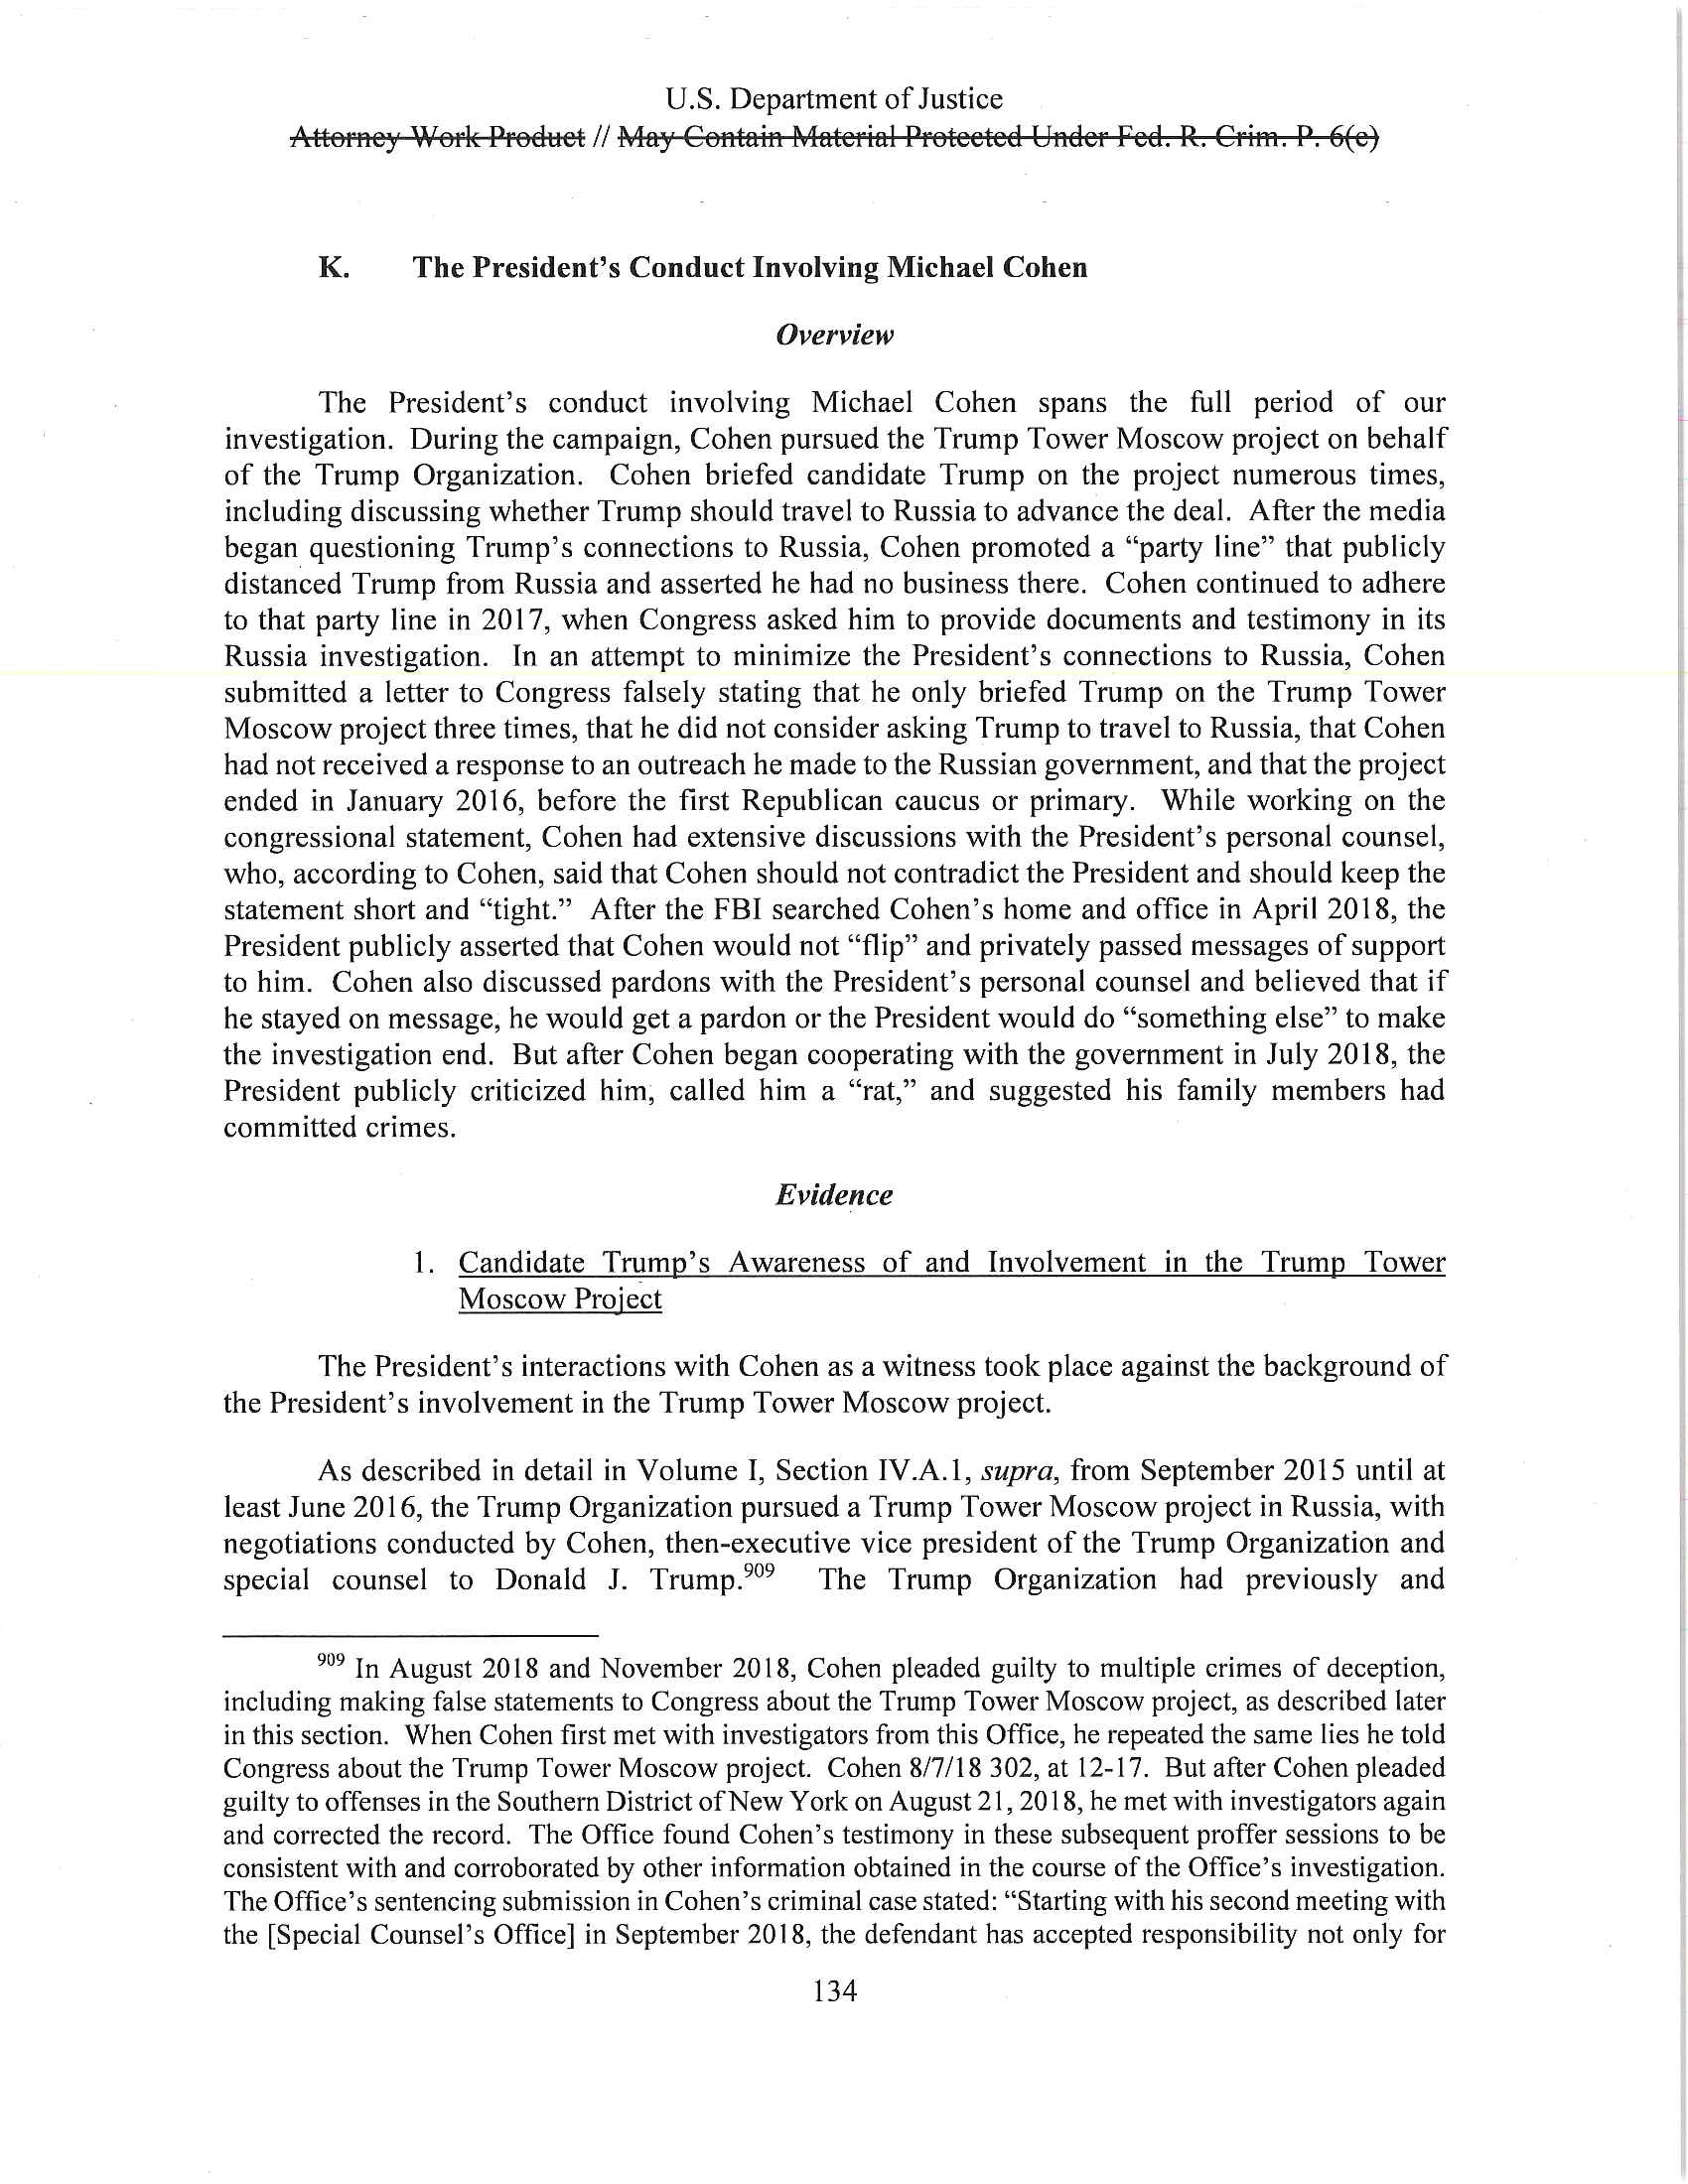 U.S. Department of Justice
Attorney Work Product // May Contain Material Protected Under Fed. R. Crim. P. 6(e)
K. The President's Conduct Involving Michael Cohen
Overview
The President's conduct involving Michael Cohen spans the full period of our
investigation. During the campaign, Cohen pursued the Trump Tower Moscow project on behalf
of the Trump Organization. Cohen briefed candidate Trump on the project numerous times,
including discussing whether Trump should travel to Russia to advance the deal. After the media
began questioning Trump's connections to Russia, Cohen promoted a “party line” that publicly
distanced Trump from Russia and asserted he had no business there. Cohen continued to adhere
to that party line in 2017, when Congress asked him to provide documents and testimony in its
Russia investigation. In an attempt to minimize the President's connections to Russia, Cohen
submitted a letter to Congress falsely stating that he only briefed Trump on the Trump Tower
Moscow project three times, that he did not consider asking Trump to travel to Russia, that Cohen
had not received a response to an outreach he made to the Russian government, and that the project
ended in January 2016, before the first Republican caucus or primary. While working on the
congressional statement, Cohen had extensive discussions with the President's personal counsel,
who, according to Cohen, said that Cohen should not contradict the President and should keep the
statement short and “tight.” After the FBI searched Cohen's home and office in April 2018, the
President publicly asserted that Cohen would not “flip” and privately passed messages of support
to him. Cohen also discussed pardons with the President's personal counsel and believed that if
he stayed on message, he would get a pardon or the President would do “something else” to make
the investigation end. But after Cohen began cooperating with the government in July 2018, the
President publicly criticized him, called him a “rat,” and suggested his family members had
committed crimes.
Evidence
1. Candidate Trump's Awareness of and Involvement in the Trump Tower
Moscow Project
The President's interactions with Cohen as a witness took place against the background of
the President's involvement in the Trump Tower Moscow project.
As described in detail in Volume I, Section IV.A.1, supra, from September 2015 until at
least June 2016, the Trump Organization pursued a Trump Tower Moscow project in Russia, with
negotiations conducted by Cohen, then-executive vice president of the Trump Organization and
special counsel to Donald J. Trump.909 The Trump Organization had previously and
909 In August 2018 and November 2018, Cohen pleaded guilty to multiple crimes of deception,
including making false statements to Congress about the Trump Tower Moscow project, as described later
in this section. When Cohen first met with investigators from this Office, he repeated the same lies he told
Congress about the Trump Tower Moscow project. Cohen 8/7/18 302, at 12-17. But after Cohen pleaded
guilty to offenses in the Southern District of New York on August 21, 2018, he met with investigators again
and corrected the record. The Office found Cohen's testimony in these subsequent proffer sessions to be
consistent with and corroborated by other information obtained in the course of the Office's investigation.
The Office's sentencing submission in Cohen's criminal case stated: “Starting with his second meeting with
the [Special Counsel's Office] in September 2018, the defendant has accepted responsibility not only for
134